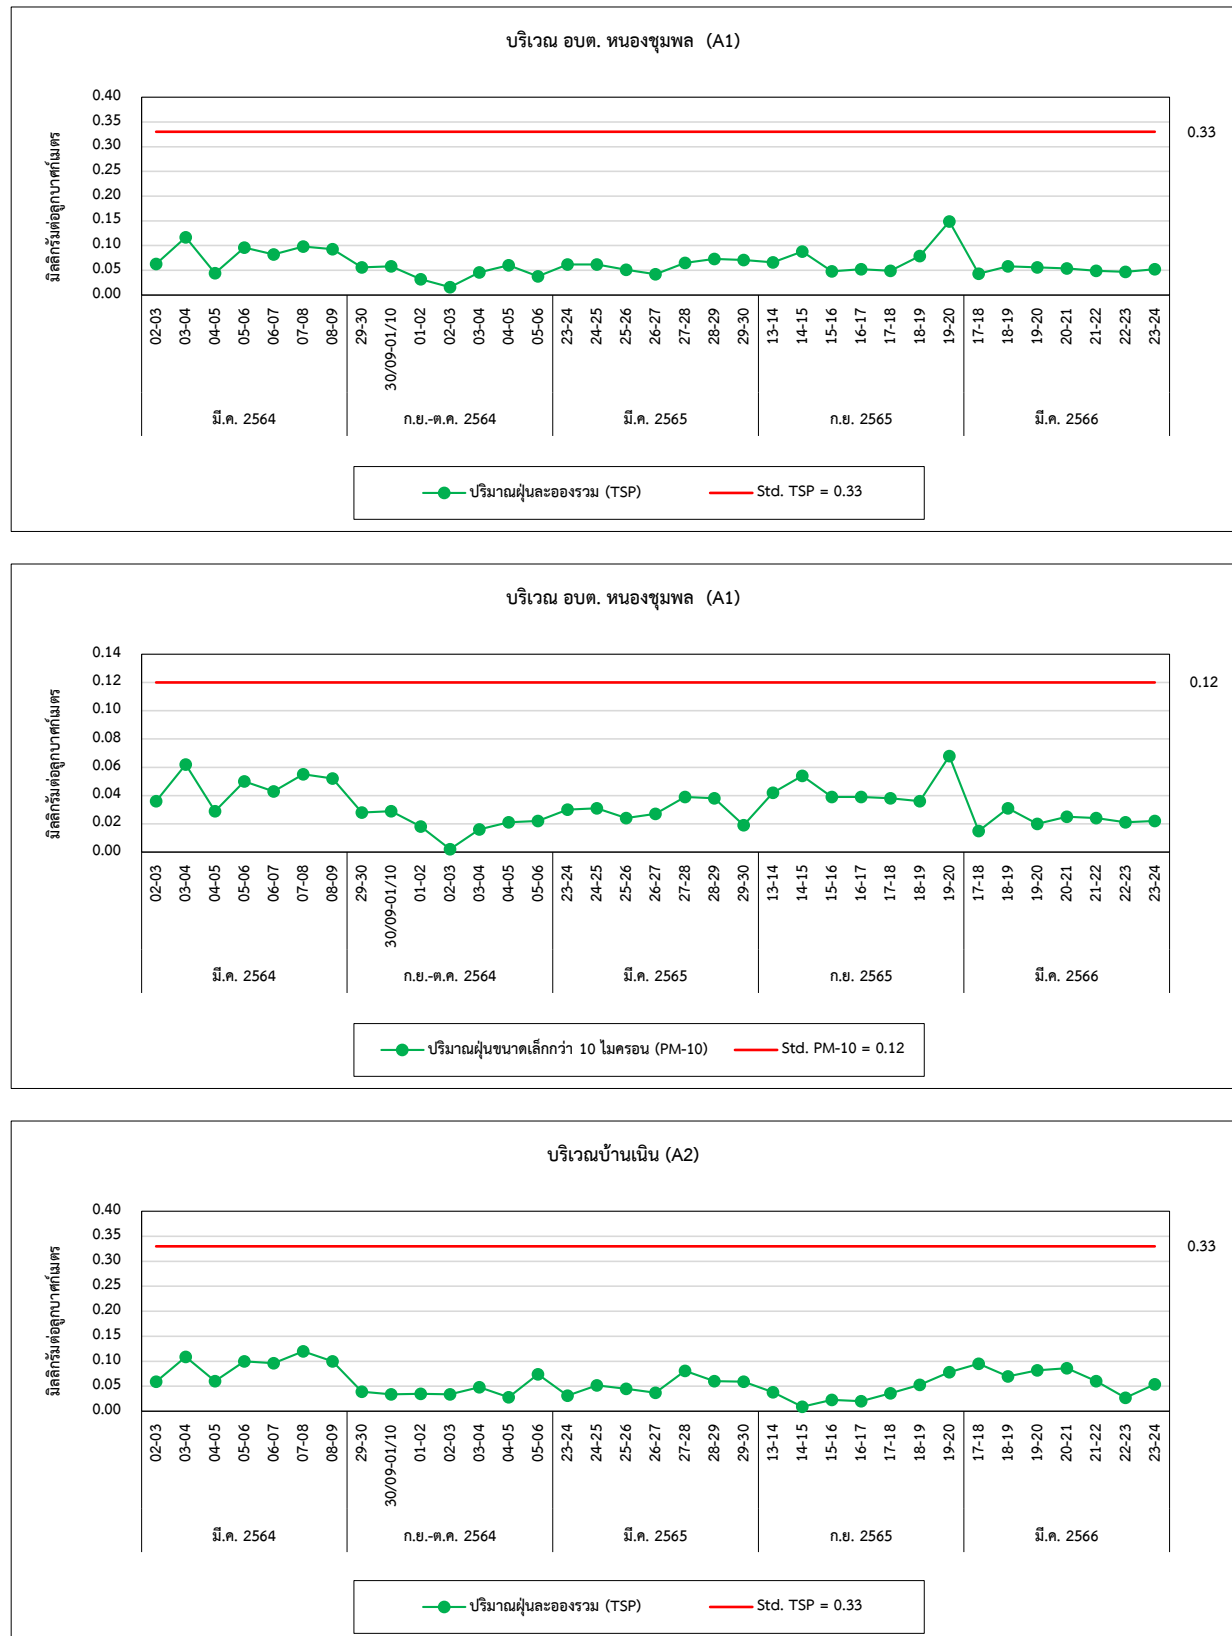 บริเวณ อบต. หนองชุมพล (A1)
มิลลิกรัมต่อลูกบาศก์เมตร
0.40
0.35
0.30
0.25
0.20
0.15
0.10
0.05
0.00
0.33
02-03 03-04 04-05 05-06 06-07 07-08 08-09 29-30 30/09-01/10 01-02 02-03 03-04 04-05 05-06 23-24 24-25 25-26 26-27 27-28 28-29 29-30 13-14 14-15 15-16 16-17 17-18 18-19 19-20 17-18 18-19 19-20 20-21 21-22 22-23 23-24
มี.ค. 2564 ก.ย.-ต.ค. 2564 มี.ค. 2565 ก.ย. 2565 มี.ค. 2566
ปริมาณฝุ่นละอองรวม (TSP) Std. TSP = 0.33
บริเวณ อบต. หนองชุมพล (A1)
มิลลิกรัมต่อลูกบาศก์เมตร
0.14
0.12
0.10
0.08
0.06
0.04
0.02
0.00
0.12
02-03 03-04 04-05 05-06 06-07 07-08 08-09 29-30 30/09-01/10 01-02 02-03 03-04 04-05 05-06 23-24 24-25 25-26 26-27 27-28 28-29 29-30 13-14 14-15 15-16 16-17 17-18 18-19 19-20 17-18 18-19 19-20 20-21 21-22 22-23 23-24
มี.ค. 2564 ก.ย.-ต.ค. 2564 มี.ค. 2565 ก.ย. 2565 มี.ค. 2566
ปริมาณฝุ่นขนาดเล็กกว่า 10 ไมครอน (PM-10) Std. PM-10 = 0.12
บริเวณบ้านเนิน (A2)
มิลลิกรัมต่อลูกบาศก์เมตร
0.40
0.35
0.30
0.25
0.20
0.15
0.10
0.05
0.00
0.33
02-03 03-04 04-05 05-06 06-07 07-08 08-09 29-30 30/09-01/10 01-02 02-03 03-04 04-05 05-06 23-24 24-25 25-26 26-27 27-28 28-29 29-30 13-14 14-15 15-16 16-17 17-18 18-19 19-20 17-18 18-19 19-20 20-21 21-22 22-23 23-24
มี.ค. 2564 ก.ย.-ต.ค. 2564 มี.ค. 2565 ก.ย. 2565 มี.ค. 2566
ปริมาณฝุ่นละอองรวม (TSP) Std. TSP = 0.33